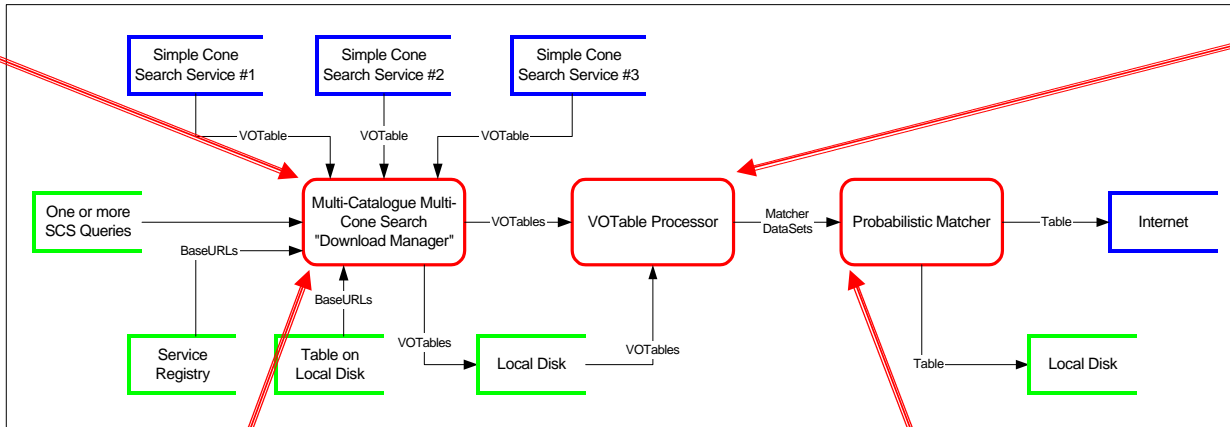 Simple Cone
Search Service #1
Simple Cone
Search Service #2
Simple Cone
Search Service #3
VOTable
VOTable
VOTable
One or more
SCS Queries
Multi-Catalogue Multi-
Cone Search
"Download Manager"
VOTables
VOTable Processor
Matcher
DataSets
Probabilistic Matcher
Table
Internet
BaseURLs
BaseURLs
VOTables
VOTables
Service
Registry
Table on
Local Disk
Local Disk
Table
Local Disk